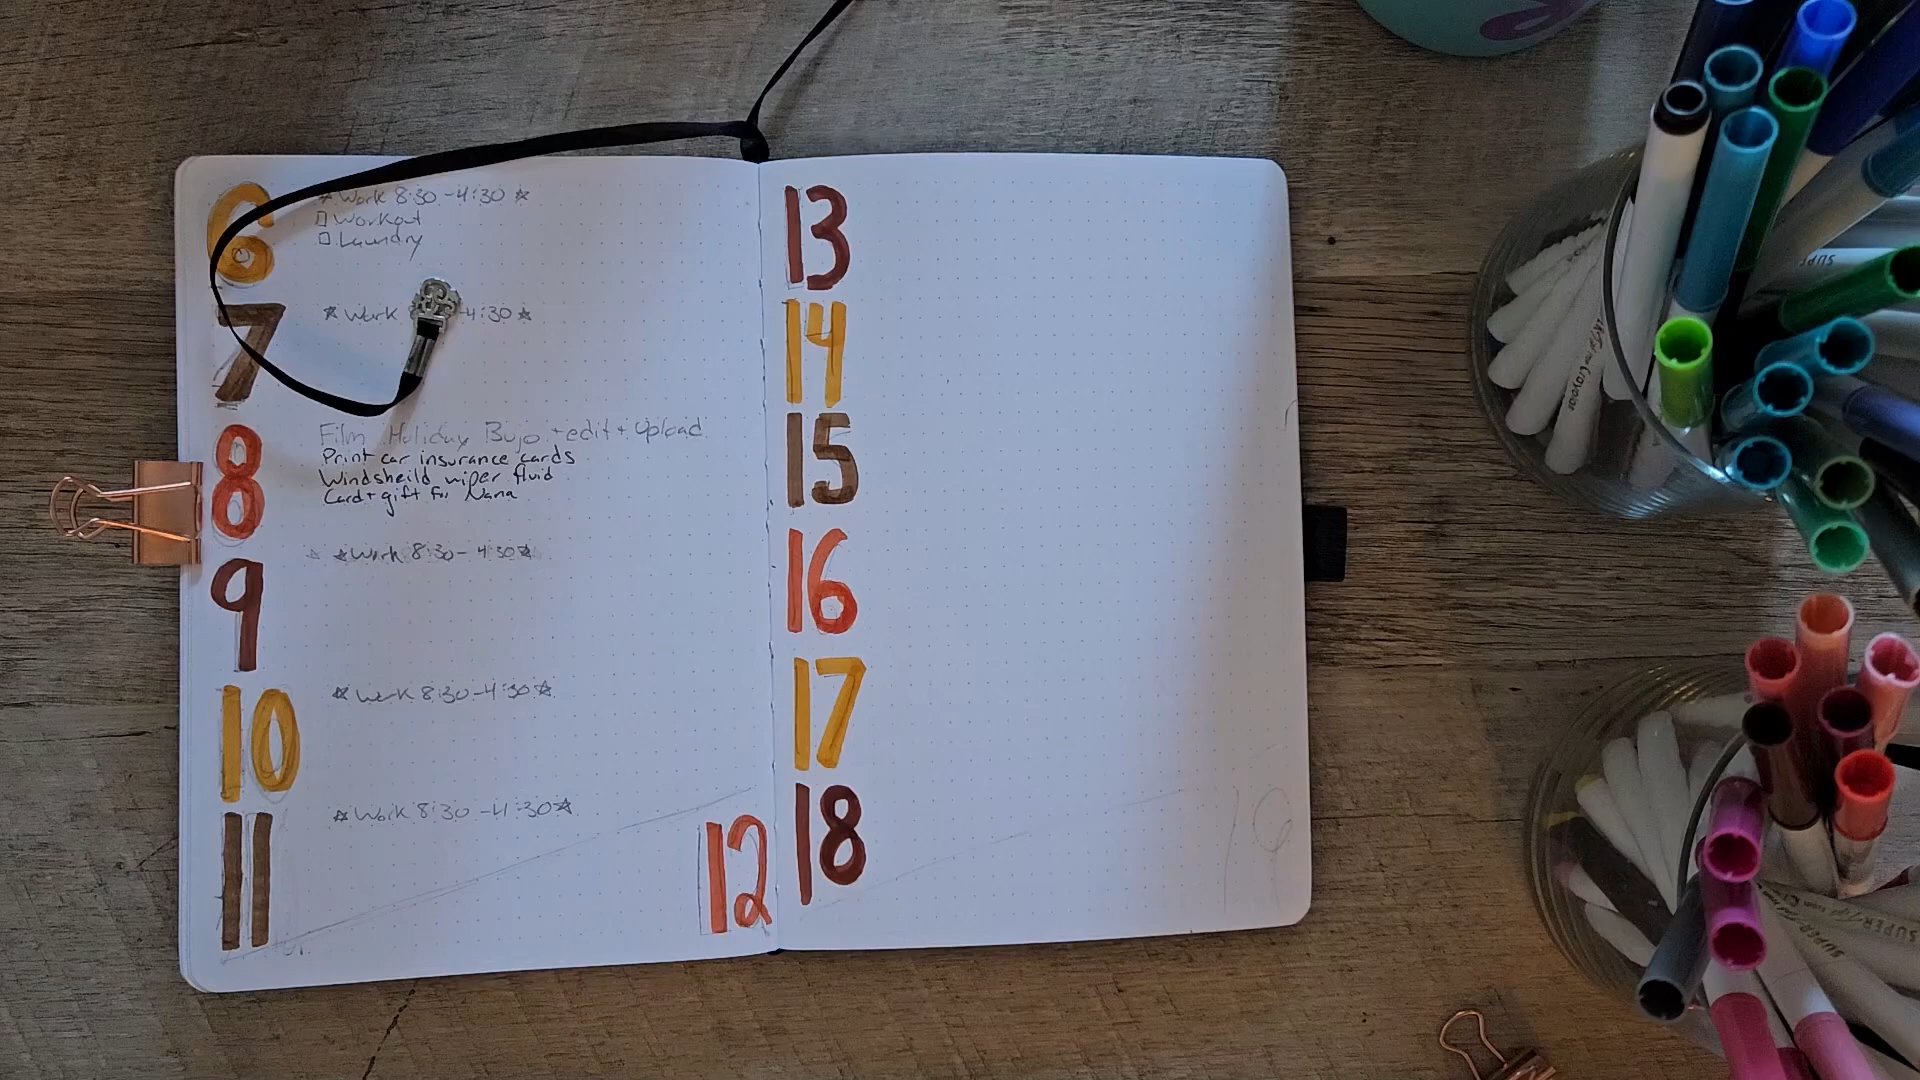 6
☆Work 8:30-4:30☆
☐Workout
☐Laundry
7
☆Work 4:30☆
8
Film Holiday Bujo +edit+Upload
Print car insurance cards
Windsheild wiper fluid
Card+gift for Nana
9
☆Work 8:30-4:30☆
10
☆Work 8:30-4:30☆
11
☆Work 8:30-4:30☆
12
13
14
15
16
17
18
19
SUPER